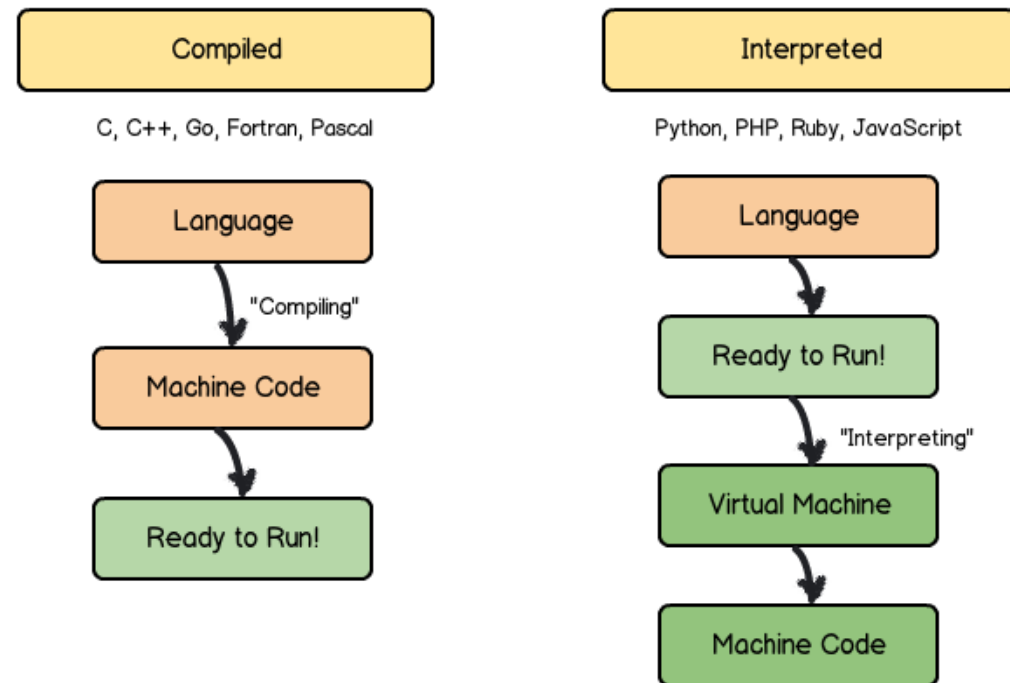 Compiled
C, C++, Go, Fortran, Pascal
Language
"Compiling"
Machine Code
Ready to Run!
Interpreted
Python, PHP, Ruby, JavaScript
Language
Ready to Run!
"Interpreting"
Virtual Machine
Machine Code